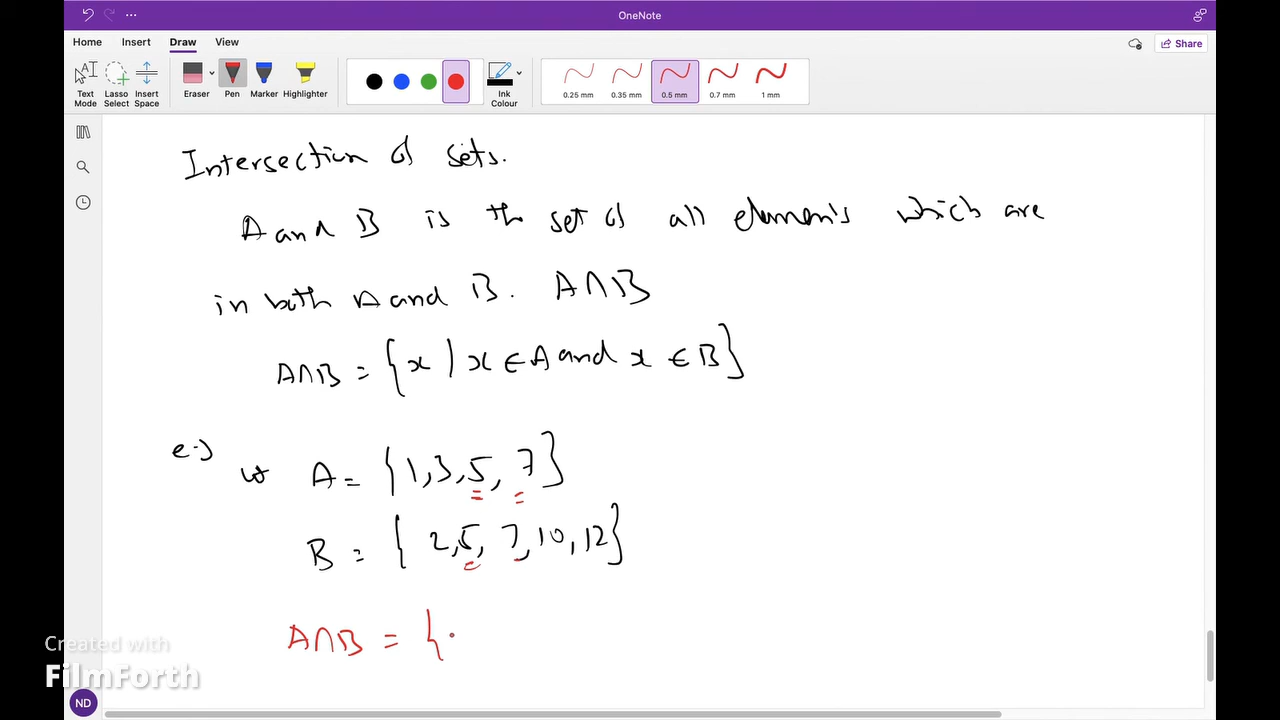 OneNote
Home Insert Draw View
Share
Text Mode Lasso Select Insert Space Eraser Pen Marker Highlighter Ink Colour 0.25 mm 0.35 mm 0.5 mm 0.7 mm 1 mm
Intersection of sets.
A and B is the set of all elements which are
in both A and B. A∩B
A∩B = {x | x ∈ A and x ∈ B}
A = {1,3,5,7}
B = {2,5,7,10,12}
A∩B = {
Created with
FilmForth
ND